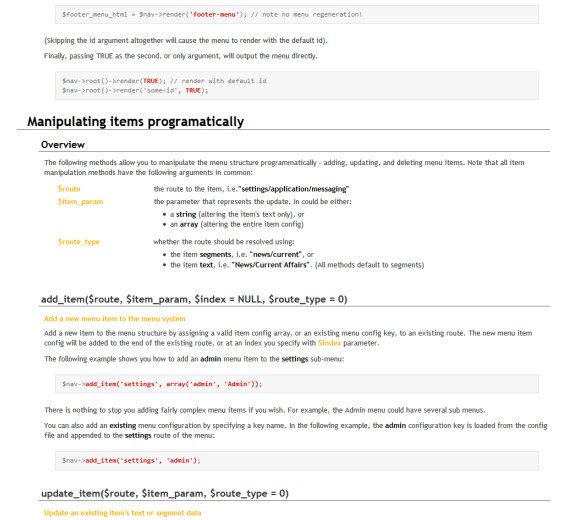 $footer_menu_html = $nav->render('footer-menu'); // note no menu regeneration!
(Skipping the id argument altogether will cause the menu to render with the default id).
Finally, passing TRUE as the second, or only argument, will output the menu directly.
$nav->root()->render(TRUE); // render with default id
$nav->root()->render('some-id', TRUE);
Manipulating items programatically
Overview
The following methods allow you to manipulate the menu structure programmatically - adding, updating, and deleting menu items. Note that all item
manipulation methods have the following arguments in common:
$route the route to the item, i.e."settings/application/messaging"
$item_param the parameter that represents the update. In could be either:
• a string (altering the item's text only), or
• an array (altering the entire item config)
$route_type whether the route should be resolved using:
• the item segments, i.e. "news/current", or
• the item text, i.e. "News/Current Affairs". (All methods default to segments)
add_item($route, $item_param, $index = NULL, $route_type = 0)
Add a new menu item to the menu system
Add a new item to the menu structure by assigning a valid item config array, or an existing menu config key, to an existing route. The new menu item
config will be added to the end of the existing route, or at an index you specify with $index parameter.
The following example shows you how to add an admin menu item to the settings sub-menu:
$nav->add_item('settings', array('admin', 'Admin'));
There is nothing to stop you adding fairly complex menu items if you wish. For example, the Admin menu could have several sub menus.
You can also add an existing menu configuration by specifying a key name. In the following example, the admin configuration key is loaded from the config
file and appended to the settings route of the menu:
$nav->add_item('settings', 'admin');
update_item($route, $item_param, $route_type = 0)
Update an existing item's text or segment data